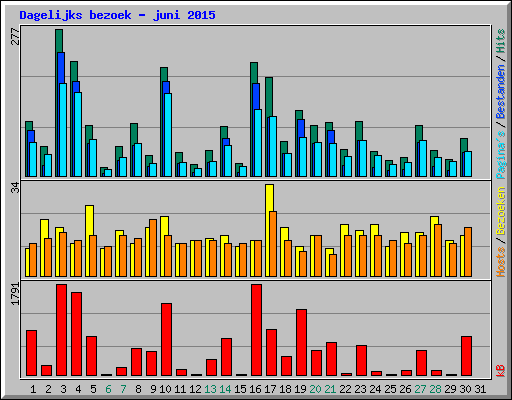 Dagelijks bezoek - juni 2015
277
34
1791
Hosts / Bezoeken Pagina's / Bestanden / Hits
kB
1 2 3 4 5 6 7 8 9 10 11 12 13 14 15 16 17 18 19 20 21 22 23 24 25 26 27 28 29 30 31